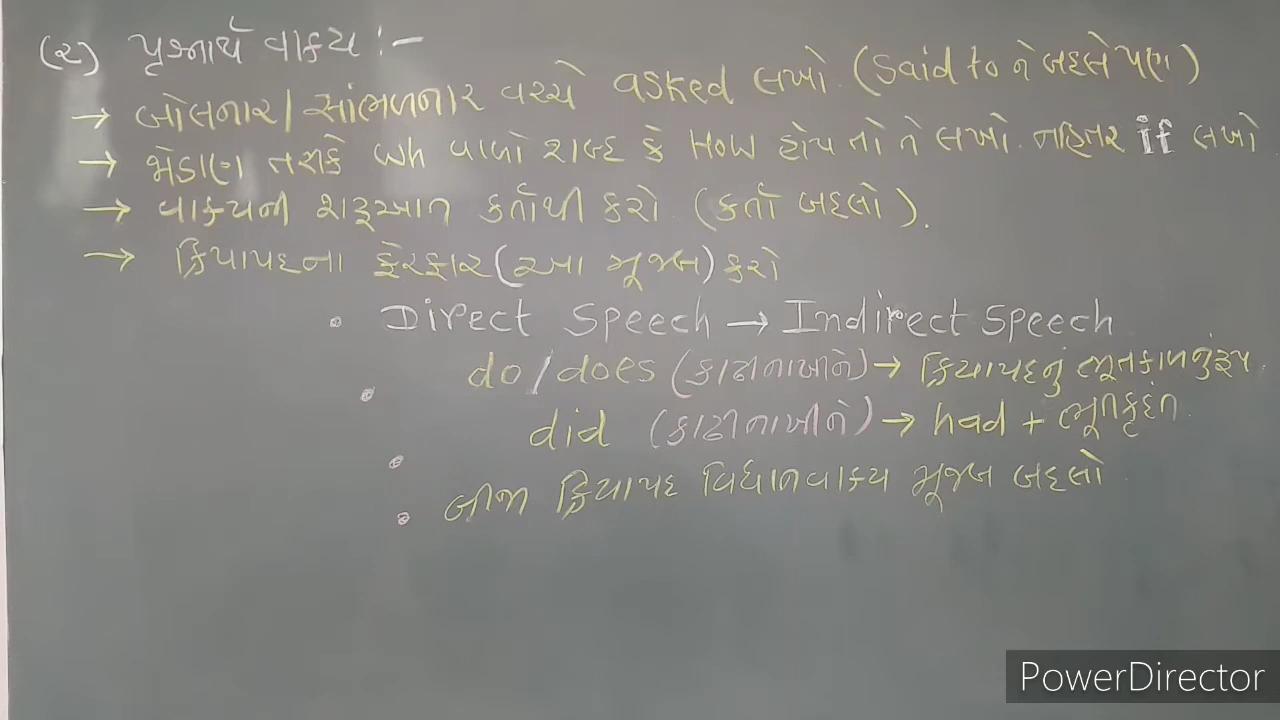 (૨) પ્રશ્નાર્થ વાક્ય :-
→ બોલનાર/સાંભળનાર વચ્ચે asked લખો. (said to ને બદલે પણ)
→ જોડાણ તરીકે Wh વાળો શબ્દ કે How હોય તો તે લખો. નહિતર if લખો
→ વાક્યની શરૂઆત કર્તાથી કરો. (કર્તા બદલો).
→ ક્રિયાપદના ફેરફાર (આ મૂજબ) કરો
• Direct Speech → Indirect Speech
• do/does (કાઢીનાખીને) → ક્રિયાપદનું ભૂતકાળનુંરૂપ.
• did (કાઢીનાખીને) → had + ભૂતકૃદંત.
• બીજા ક્રિયાપદ વિધાનવાક્ય મૂજબ બદલો.
PowerDirector